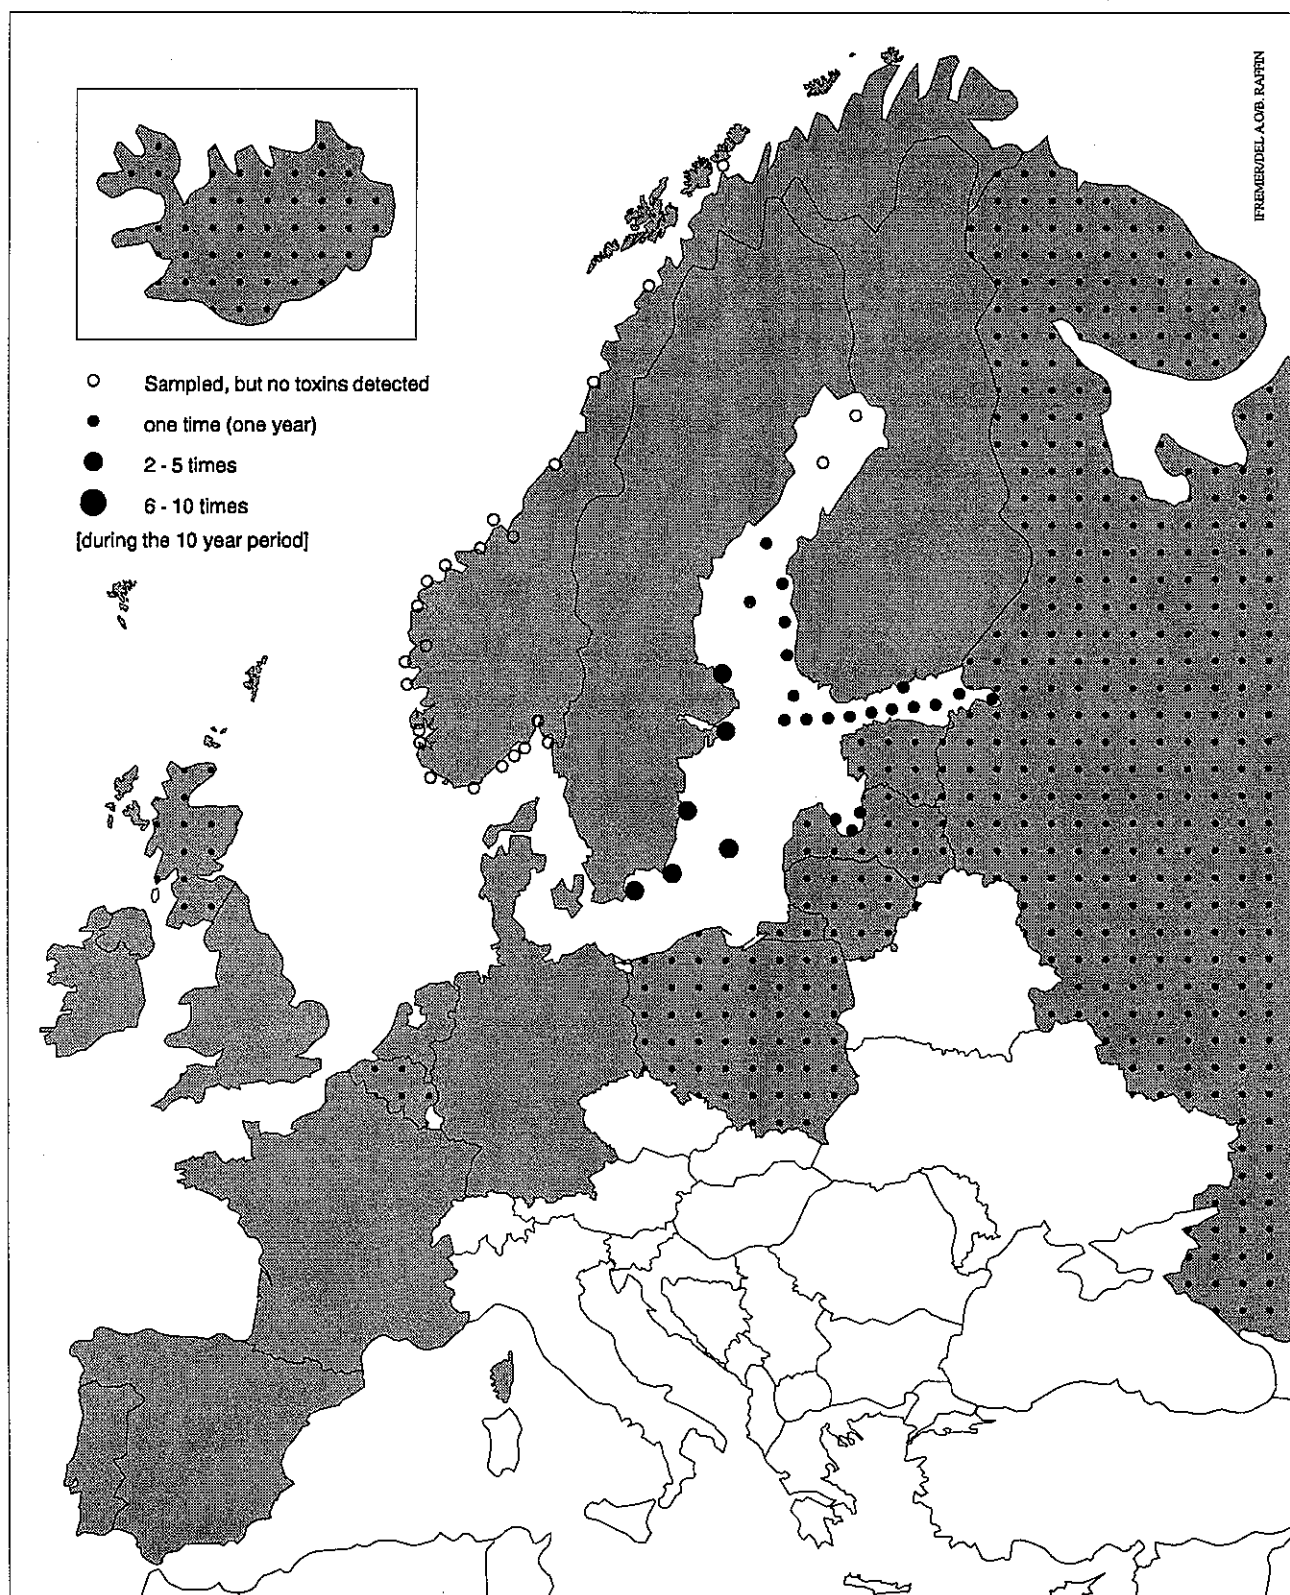 IFREMER/DEL A.O/B. RAFFIN
Sampled, but no toxins detected
one time (one year)
2 - 5 times
6 - 10 times
[during the 10 year period]